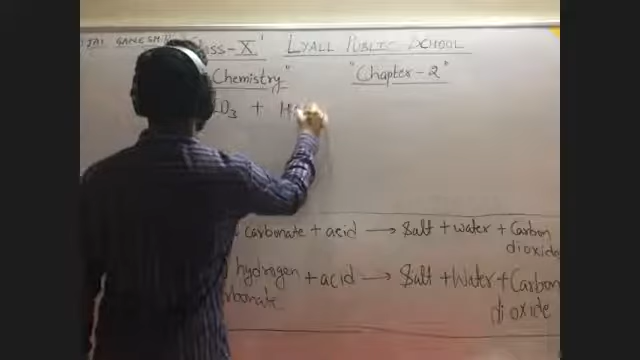 JAI GANESH Class-X' LYALL PUBLIC SCHOOL
Chemistry" "Chapter-2"
CO3 + H
carbonate + acid → Salt + water + Carbon dioxide
hydrogen carbonate + acid → Salt + Water + Carbon dioxide